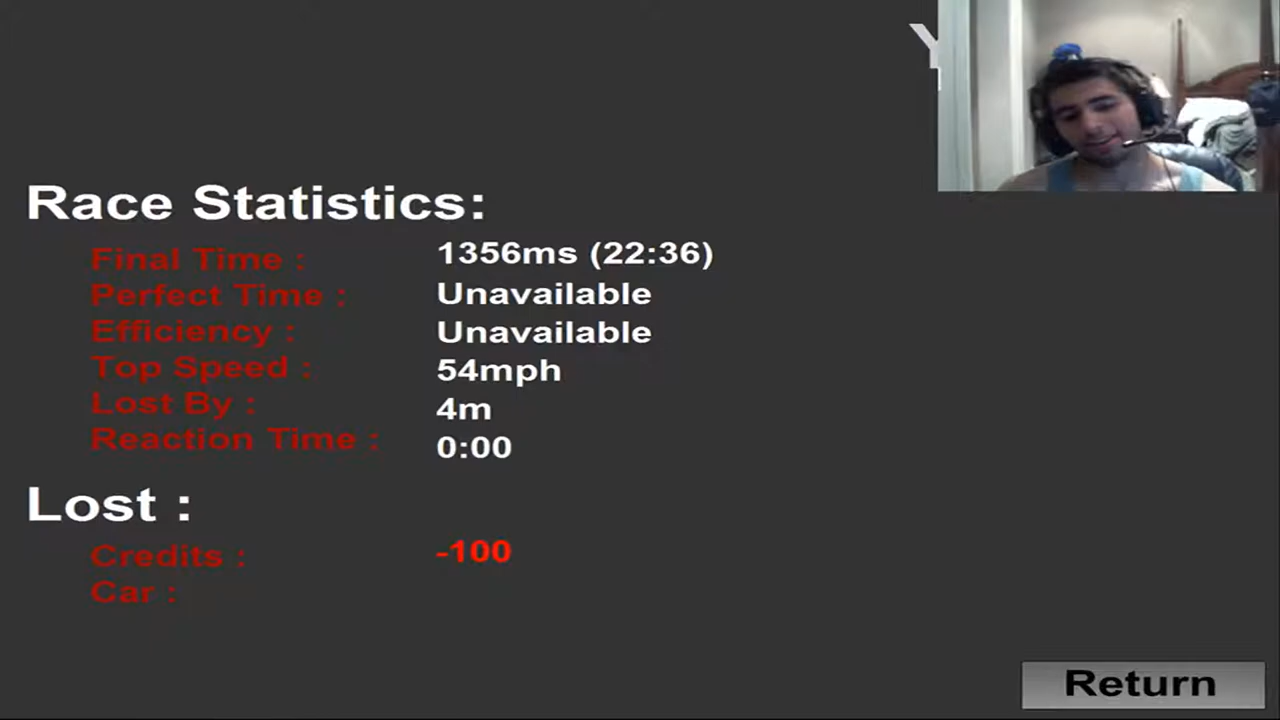 Race Statistics:
Final Time : 1356ms (22:36)
Perfect Time : Unavailable
Efficiency : Unavailable
Top Speed : 54mph
Lost By : 4m
Reaction Time : 0:00
Lost :
Credits : -100
Car :
Return